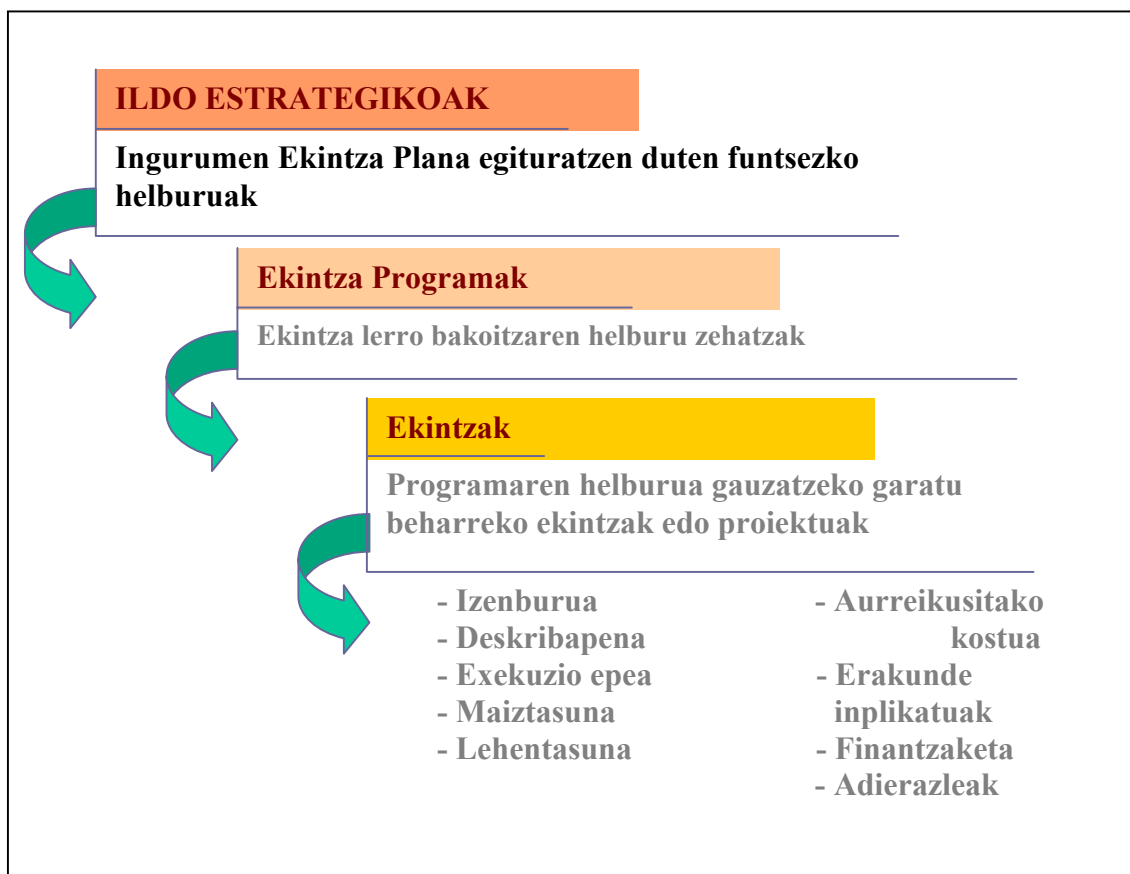 ILDO ESTRATEGIKOAK
Ingurumen Ekintza Plana egituratzen duten funtsezko
helburuak
Ekintza Programak
Ekintza lerro bakoitzaren helburu zehatzak
Ekintzak
Programaren helburua gauzatzeko garatu
beharreko ekintzak edo proiektuak
- Izenburua
- Deskribapena
- Exekuzio epea
- Maiztasuna
- Lehentasuna
- Aurreikusitako
kostua
- Erakunde
inplikatuak
- Finantzaketa
- Adierazleak